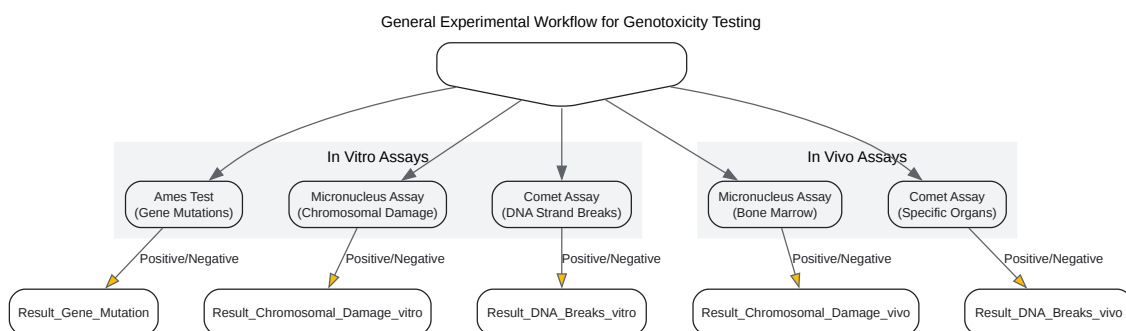 General Experimental Workflow for Genotoxicity Testing
In Vitro Assays
In Vivo Assays
Ames Test
(Gene Mutations)
Micronucleus Assay
(Chromosomal Damage)
Comet Assay
(DNA Strand Breaks)
Micronucleus Assay
(Bone Marrow)
Comet Assay
(Specific Organs)
Positive/Negative
Positive/Negative
Positive/Negative
Positive/Negative
Positive/Negative
Result_Gene_Mutation
Result_Chromosomal_Damage_vitro
Result_DNA_Breaks_vitro
Result_Chromosomal_Damage_vivo
Result_DNA_Breaks_vivo